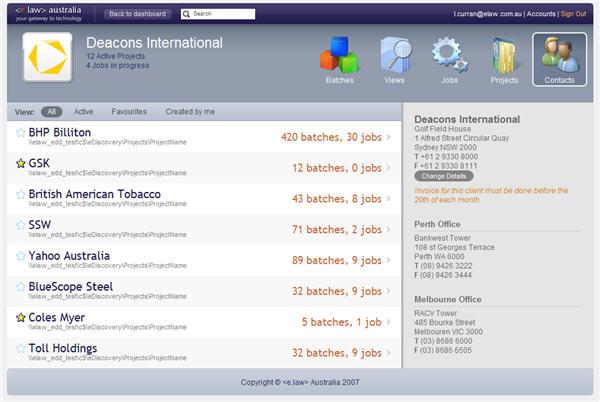 <e.law> australia
your gateway to technology
Back to dashboard
Search
l.curran@elaw.com.au | Accounts | Sign Out
Deacons International
12 Active Projects
4 Jobs in progress
Batches
Views
Jobs
Projects
Contacts
View: All Active Favourites Created by me
BHP Billiton
\\elaw_edd_test\c$\eDiscovery\Projects\ProjectName
420 batches, 30 jobs
GSK
\\elaw_edd_test\c$\eDiscovery\Projects\ProjectName
12 batches, 0 jobs
British American Tobacco
\\elaw_edd_test\c$\eDiscovery\Projects\ProjectName
43 batches, 8 jobs
SSW
\\elaw_edd_test\c$\eDiscovery\Projects\ProjectName
71 batches, 2 jobs
Yahoo Australia
\\elaw_edd_test\c$\eDiscovery\Projects\ProjectName
89 batches, 9 jobs
BlueScope Steel
\\elaw_edd_test\c$\eDiscovery\Projects\ProjectName
32 batches, 9 jobs
Coles Myer
\\elaw_edd_test\c$\eDiscovery\Projects\ProjectName
5 batches, 1 job
Toll Holdings
\\elaw_edd_test\c$\eDiscovery\Projects\ProjectName
32 batches, 9 jobs
Deacons International
Golf Field House
1 Alfred Street Circular Quay
Sydney NSW 2000
T +61 2 9330 8000
F +61 2 9330 8111
Change Details
Invoice for this client must be done before the
20th of each month
Perth Office
Bankwest Tower
108 st Georges Terrace
Perth WA 6000
T (08) 9426 3222
F (08) 9426 3444
Melbourne Office
RACV Tower
485 Bourke Street
Melbouren VIC 3000
T (03) 8686 6000
F (03) 8686 6505
Copyright © <e.law> Australia 2007